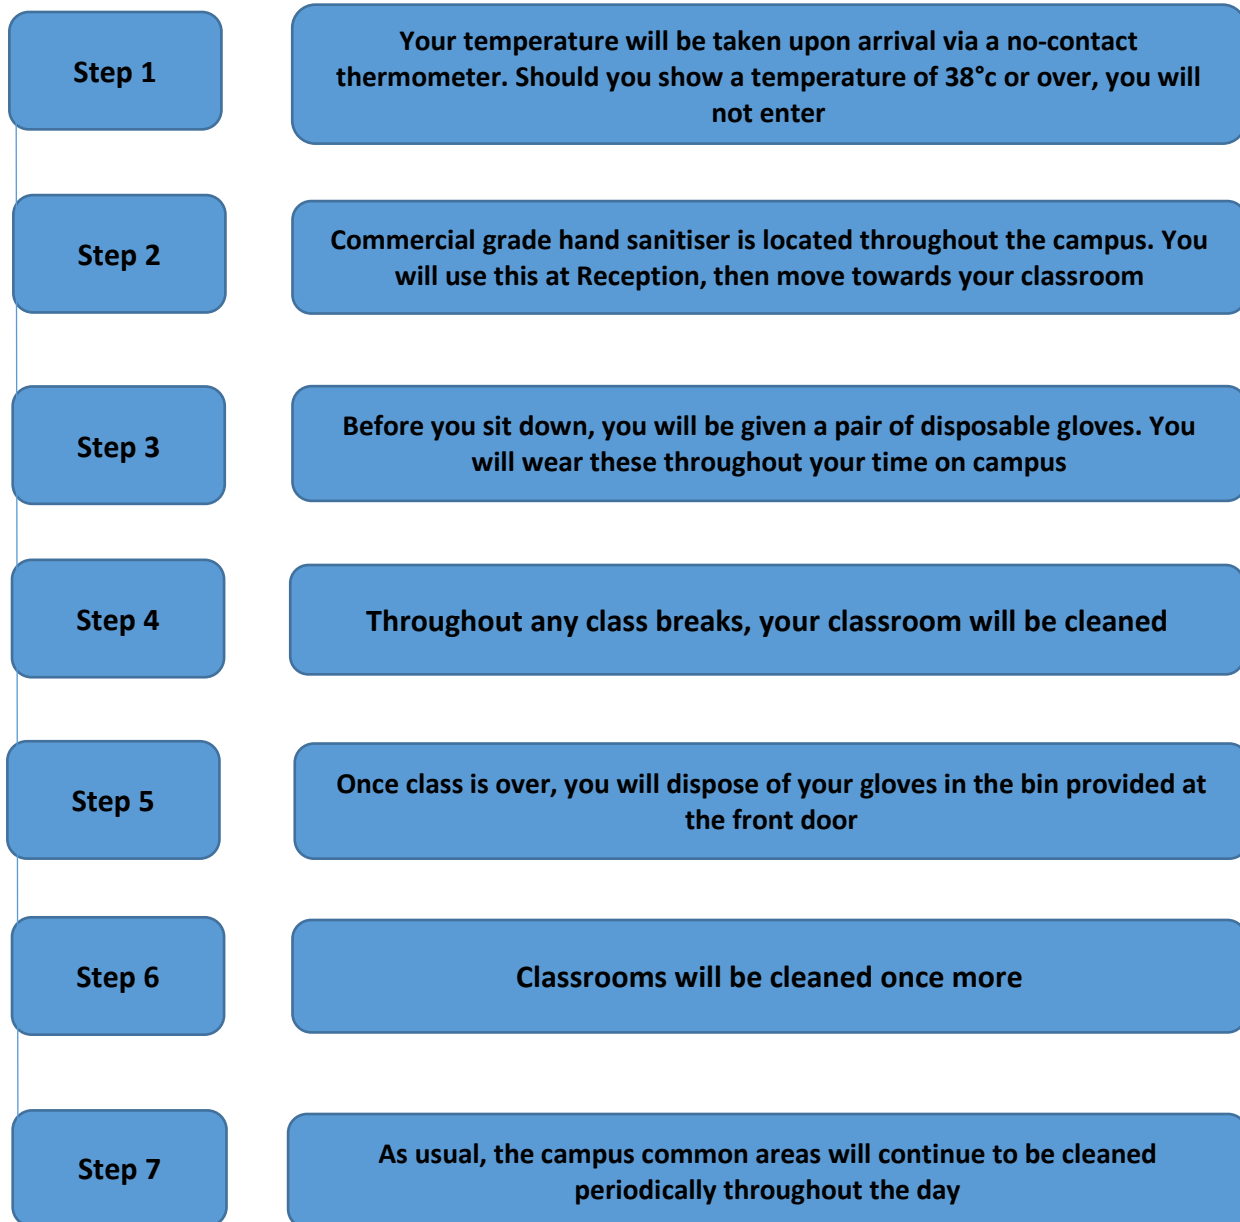 Step 1
Your temperature will be taken upon arrival via a no-contact
thermometer. Should you show a temperature of 38°c or over, you will
not enter
Step 2
Commercial grade hand sanitiser is located throughout the campus. You
will use this at Reception, then move towards your classroom
Step 3
Before you sit down, you will be given a pair of disposable gloves. You
will wear these throughout your time on campus
Step 4
Throughout any class breaks, your classroom will be cleaned
Step 5
Once class is over, you will dispose of your gloves in the bin provided at
the front door
Step 6
Classrooms will be cleaned once more
Step 7
As usual, the campus common areas will continue to be cleaned
periodically throughout the day